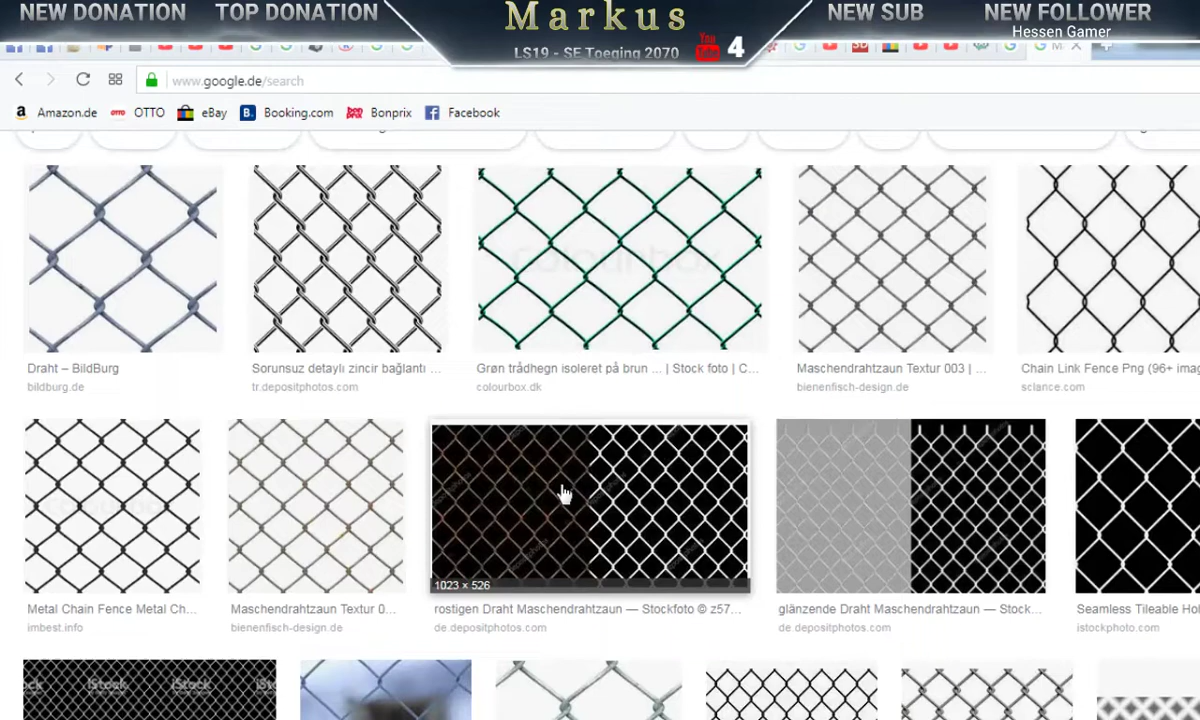 NEW DONATION
TOP DONATION
Markus
NEW SUB
NEW FOLLOWER
LS19 - SE Toeging 2070
You Tube
4
Hessen Gamer
www.google.de/search
Amazon.de
OTTO
eBay
Booking.com
Bonprix
Facebook
colourbox
Draht – BildBurg
Sorunsuz detaylı zincir bağlantı ...
Grøn trådhegn isoleret på brun ... | Stock foto | C...
Maschendrahtzaun Textur 003 | ...
Chain Link Fence Png (96+ imag
bildburg.de
tr.depositphotos.com
colourbox.dk
bienenfisch-design.de
sclance.com
1023 × 526
Metal Chain Fence Metal Ch...
Maschendrahtzaun Textur 0...
rostigen Draht Maschendrahtzaun — Stockfoto © z57...
glänzende Draht Maschendrahtzaun — Stock...
Seamless Tileable Hol
imbest.info
bienenfisch-design.de
de.depositphotos.com
de.depositphotos.com
istockphoto.com
iStock
iStock